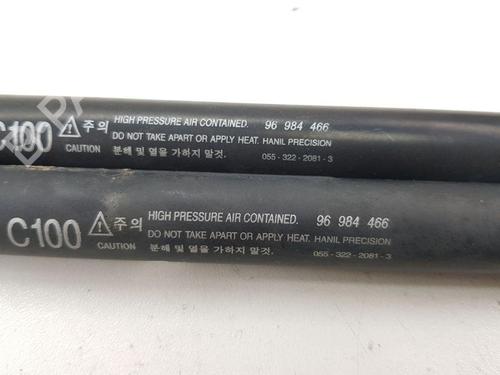 C100 주의 HIGH PRESSURE AIR CONTAINED. 96 984 466
CAUTION DO NOT TAKE APART OR APPLY HEAT. HANIL PRECISION
분해 및 열을 가하지 말것. 055-322-2081-3
C100 주의 HIGH PRESSURE AIR CONTAINED. 96 984 466
CAUTION DO NOT TAKE APART OR APPLY HEAT. HANIL PRECISION
분해 및 열을 가하지 말것. 055-322-2081-3